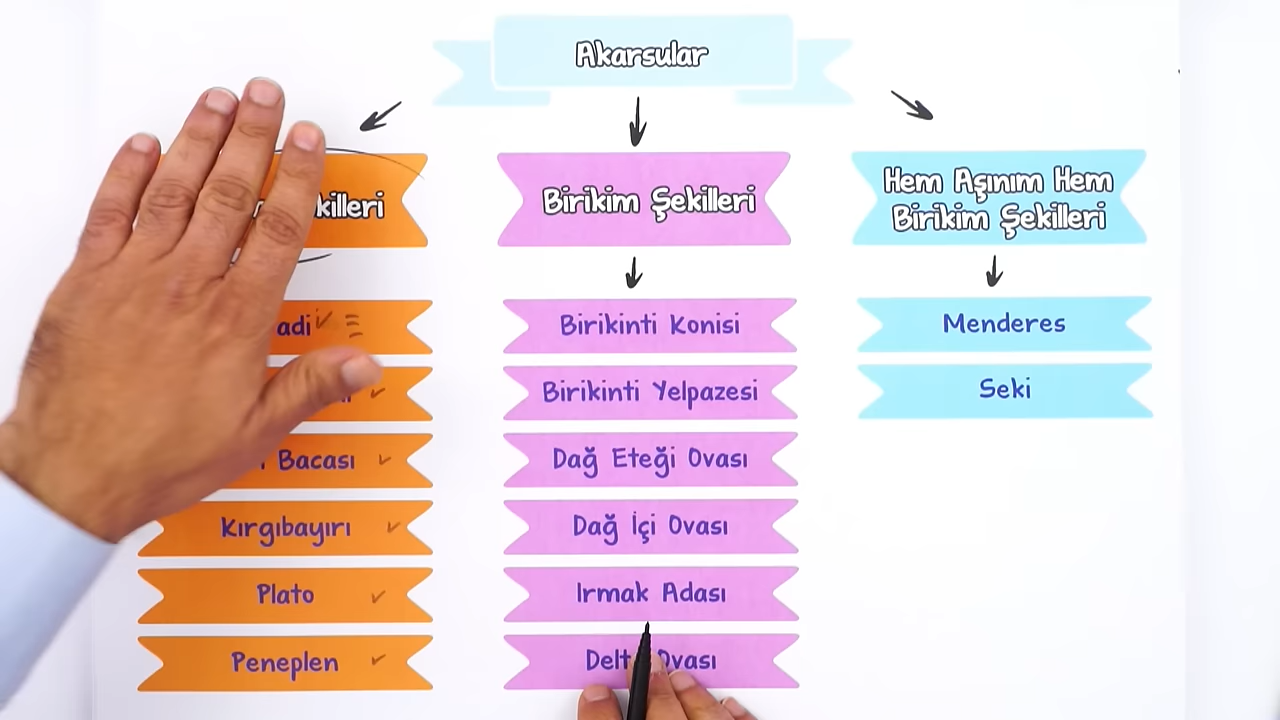 Akarsular
killeri
Birikim Şekilleri
Hem Aşınım Hem
Birikim Şekilleri
adi
Bacası
Kırgıbayırı
Plato
Peneplen
Birikinti Konisi
Birikinti Yelpazesi
Dağ Eteği Ovası
Dağ İçi Ovası
Irmak Adası
Delt Ovası
Menderes
Seki